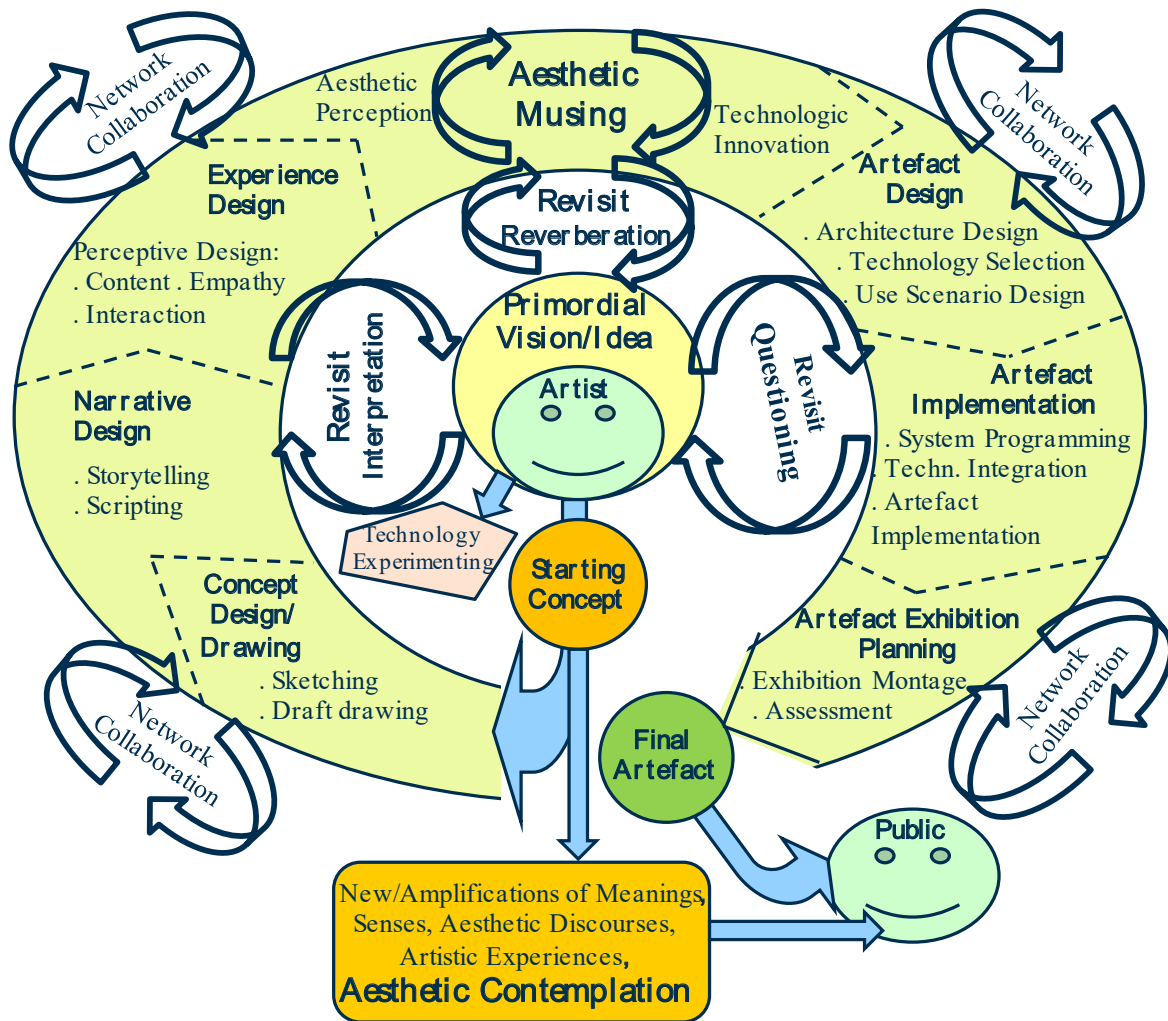 Network
Collaboration
Aesthetic
Perception
Aesthetic
Musing
Technologic
Innovation
Network
Collaboration
Experience
Design
Perceptive Design:
. Content . Empathy
. Interaction
Revisit
Reverberation
Artefact
Design
. Architecture Design
. Technology Selection
. Use Scenario Design
Revisit
Interpretation
Primordial
Vision/Idea
Artist
Revisit
Questioning
Narrative
Design
. Storytelling
. Scripting
Artefact
Implementation
. System Programming
. Techn. Integration
. Artefact
Implementation
Technology
Experimenting
Starting
Concept
Concept
Design/
Drawing
. Sketching
. Draft drawing
Artefact Exhibition
Planning
. Exhibition Montage
. Assessment
Network
Collaboration
Network
Collaboration
Final
Artefact
Public
New/Amplifications of Meanings,
Senses, Aesthetic Discourses,
Artistic Experiences,
Aesthetic Contemplation